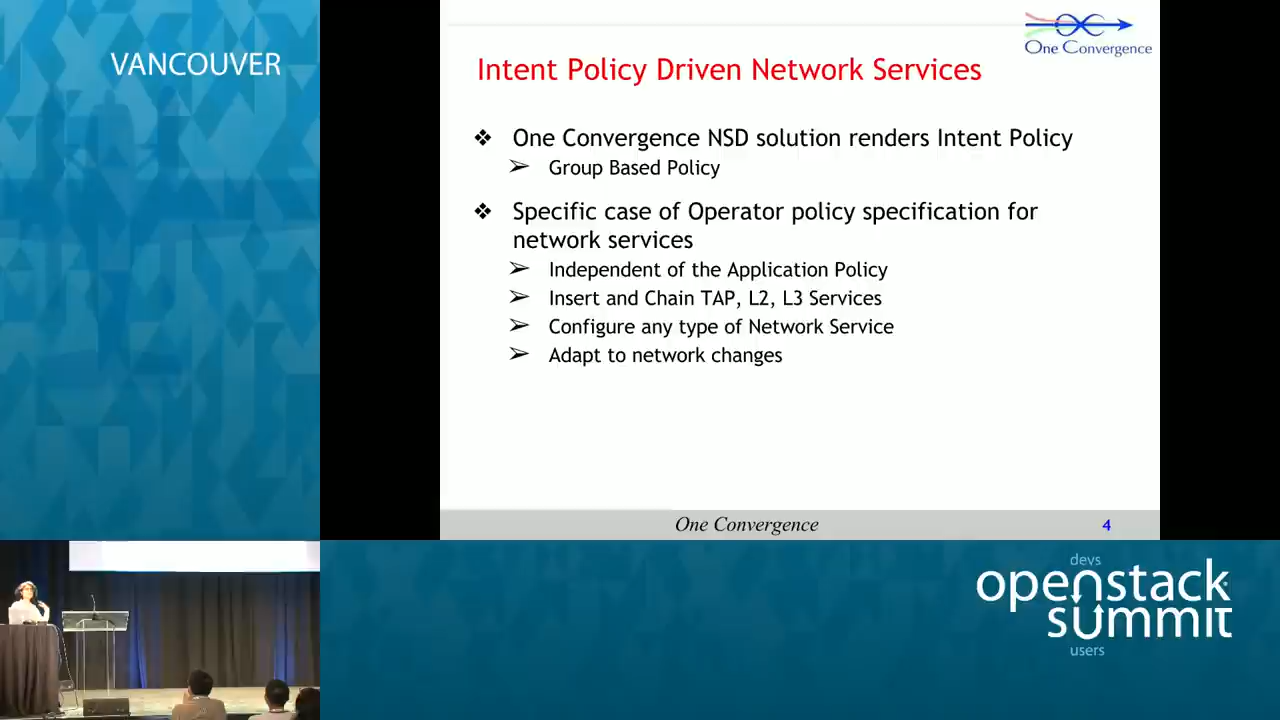 VANCOUVER
One Convergence
Intent Policy Driven Network Services
❖ One Convergence NSD solution renders Intent Policy
➢ Group Based Policy
❖ Specific case of Operator policy specification for
network services
➢ Independent of the Application Policy
➢ Insert and Chain TAP, L2, L3 Services
➢ Configure any type of Network Service
➢ Adapt to network changes
One Convergence
4
devs
openstack
summit
users